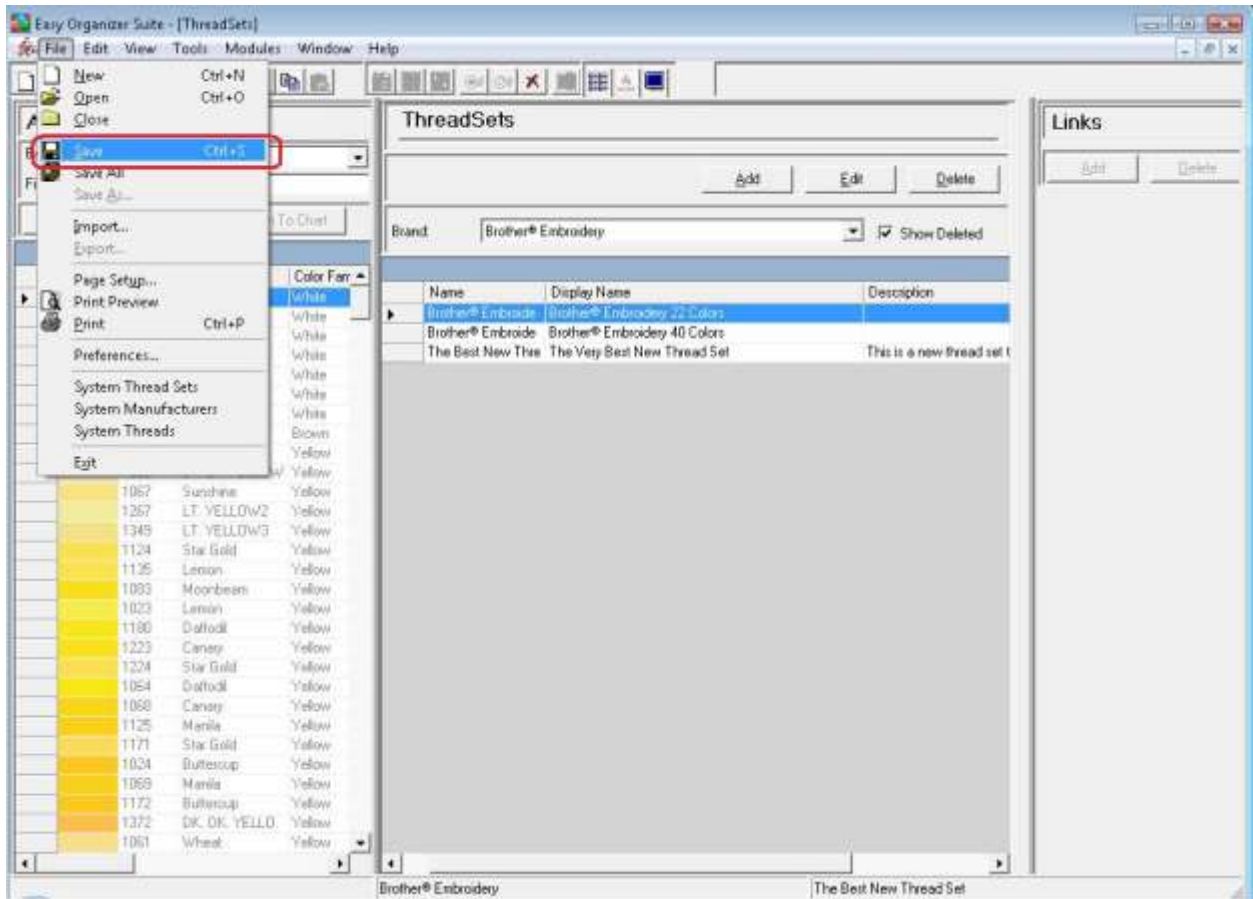 Easy Organizer Suite - [ThreadSets]
File Edit View Tools Modules Window Help
New Ctrl+N
Open Ctrl+O
Close
Save Ctrl+S
Save All
Save As...
Import...
Export...
Page Setup...
Print Preview
Print Ctrl+P
Preferences...
System Thread Sets
System Manufacturers
System Threads
Exit
To Chart
Color Fam
White
White
White
White
White
White
White
Brown
Yellow
Yellow
1067 Sunshine Yellow
1267 LT. YELLOW2 Yellow
1349 LT. YELLOW3 Yellow
1124 Star Gold Yellow
1135 Lemon Yellow
1083 Moonbeam Yellow
1023 Lemon Yellow
1180 Daffodil Yellow
1223 Canary Yellow
1224 Star Gold Yellow
1064 Daffodil Yellow
1068 Canary Yellow
1125 Manila Yellow
1171 Star Gold Yellow
1024 Buttercup Yellow
1069 Manila Yellow
1172 Buttercup Yellow
1372 DK. DK. YELLO Yellow
1061 Wheat Yellow
ThreadSets
Add Edit Delete
Brand: Brother® Embroidery Show Deleted
Name Display Name Description
Brother® Embroide Brother® Embroidery 22 Colors
Brother® Embroide Brother® Embroidery 40 Colors
The Best New Thre The Very Best New Thread Set This is a new thread set t
Links
Add Delete
Brother® Embroidery The Best New Thread Set